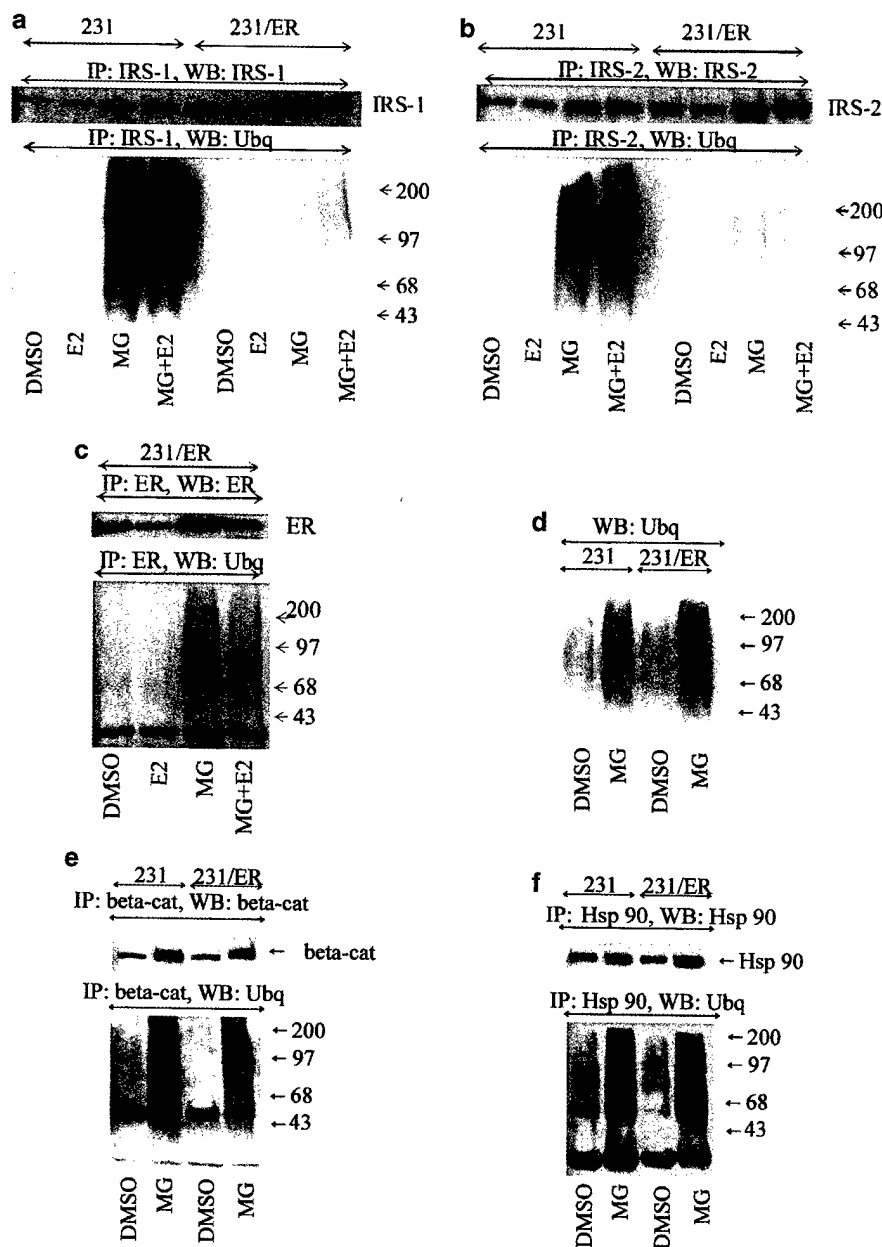 a
231 231/ER
IP: IRS-1, WB: IRS-1
IRS-1
IP: IRS-1, WB: Ubq
200
97
68
43
DMSO E2 MG MG+E2 DMSO E2 MG MG+E2
b
231 231/ER
IP: IRS-2, WB: IRS-2
IRS-2
IP: IRS-2, WB: Ubq
200
97
68
43
DMSO E2 MG MG+E2 DMSO E2 MG MG+E2
c
231/ER
IP: ER, WB: ER
ER
IP: ER, WB: Ubq
200
97
68
43
DMSO E2 MG MG+E2
d
WB: Ubq
231 231/ER
200
97
68
43
DMSO MG DMSO MG
e
231 231/ER
IP: beta-cat, WB: beta-cat
beta-cat
IP: beta-cat, WB: Ubq
200
97
68
43
DMSO MG DMSO MG
f
231 231/ER
IP: Hsp 90, WB: Hsp 90
Hsp 90
IP: Hsp 90, WB: Ubq
200
97
68
43
DMSO MG DMSO MG